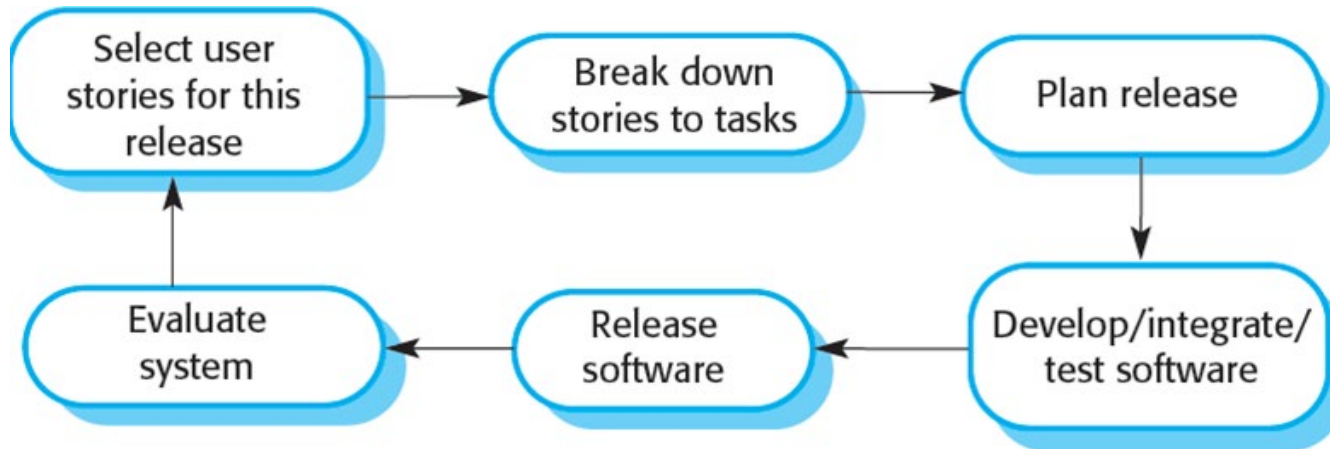 Select user
stories for this
release
Break down
stories to tasks
Plan release
Evaluate
system
Release
software
Develop/integrate/
test software